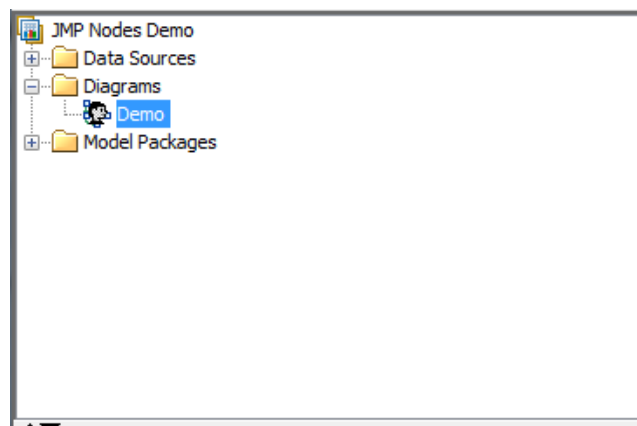 JMP Nodes Demo
Data Sources
Diagrams
Demo
Model Packages